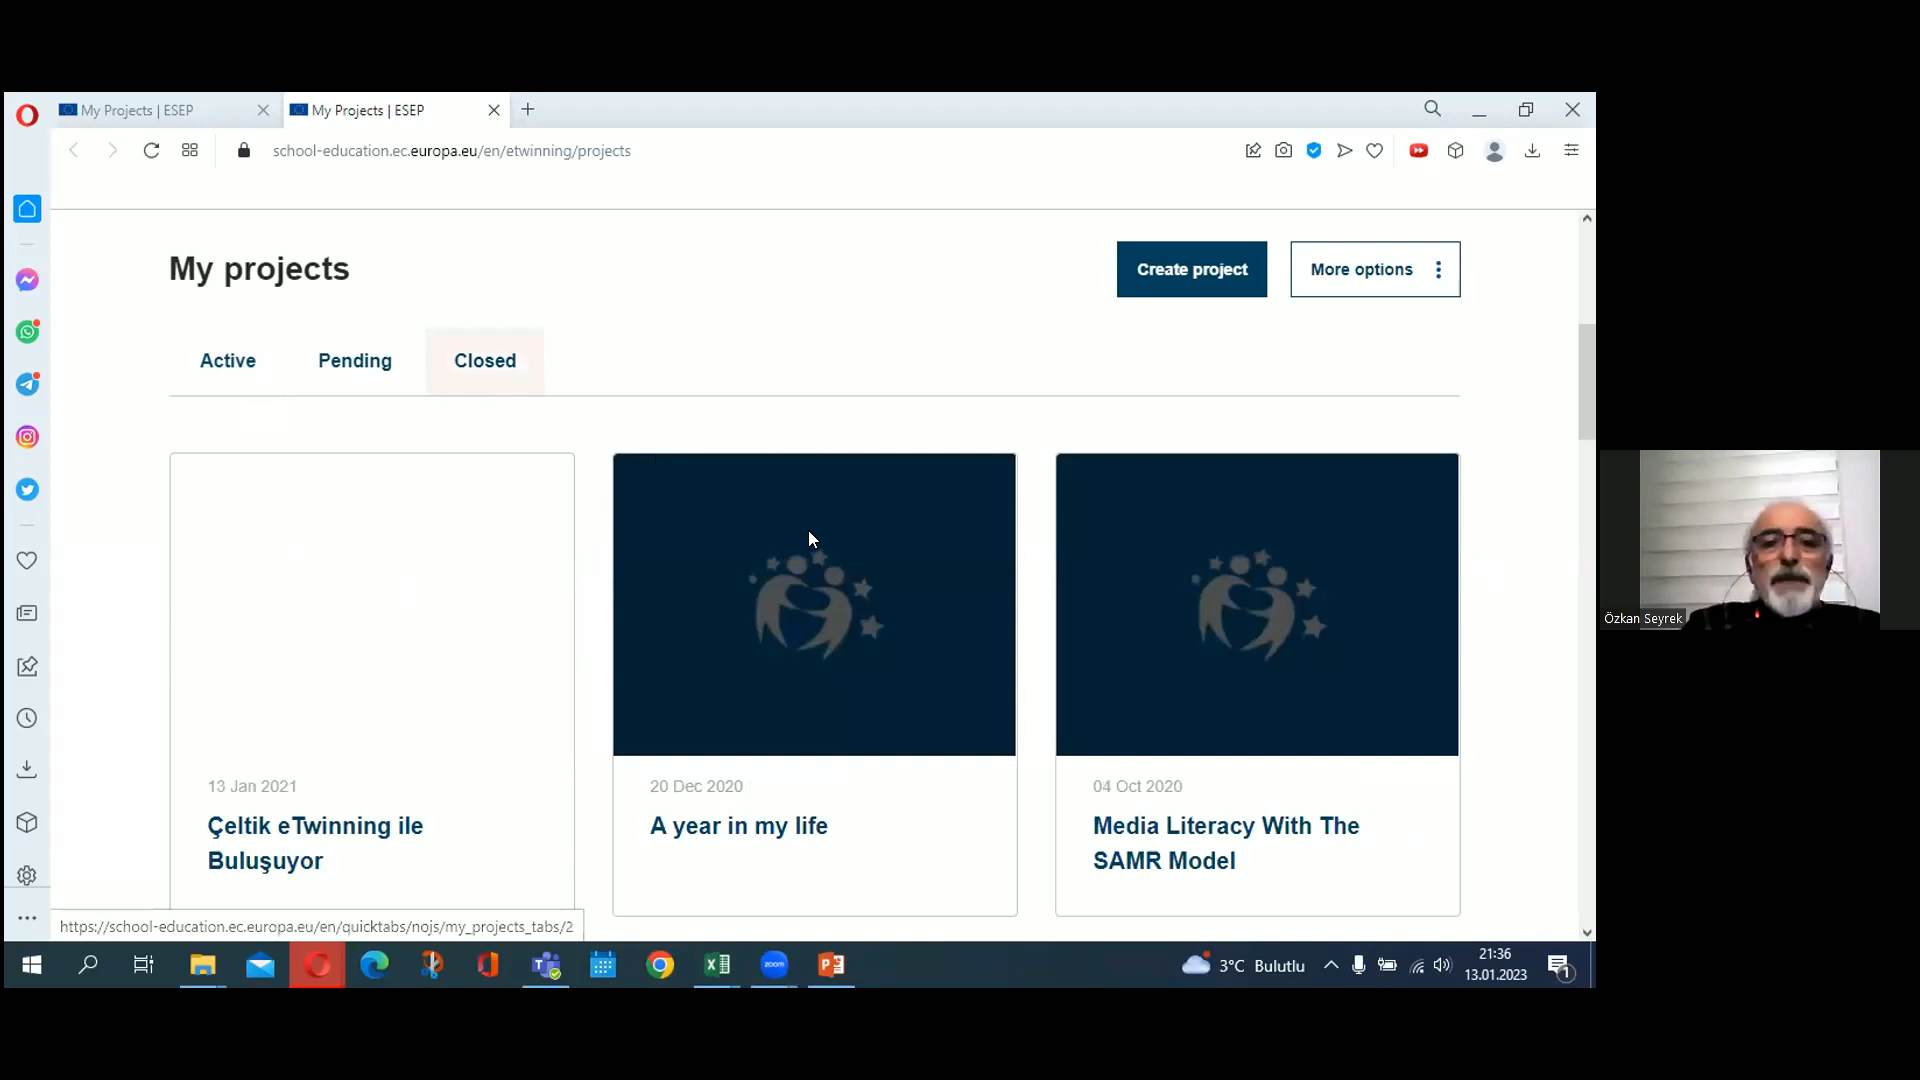 My Projects | ESEP
My Projects | ESEP
school-education.ec.europa.eu/en/etwinning/projects
My projects
Create project
More options
Active
Pending
Closed
13 Jan 2021
Çeltik eTwinning ile
Buluşuyor
20 Dec 2020
A year in my life
04 Oct 2020
Media Literacy With The
SAMR Model
https://school-education.ec.europa.eu/en/quicktabs/nojs/my_projects_tabs/2
zoom
3°C Bulutlu
21:36
13.01.2023
1
Özkan Seyrek